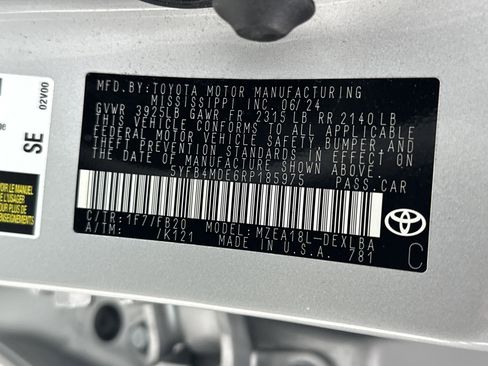 MFD.BY:TOYOTA MOTOR MANUFACTURING
MISSISSIPPI INC.06/24
GVWR 3925LB GAWR FR 2315 LB RR 2140 LB
THIS VEHICLE CONFORMS TO ALL APPLICABLE
FEDERAL MOTOR VEHICLE SAFETY,BUMPER,AND
THEFT PREVENTION STANDARDS IN EFFECT ON
THE DATE OF MANUFACTURE SHOWN ABOVE.
5YFB4MDE6RP185975 PASS.CAR
C/TR:1F7/FB20 MODEL:MZEA18L-DEXLBA
A/TM: /K121 MADE IN U.S.A. 781
C
SE
02V00
ge